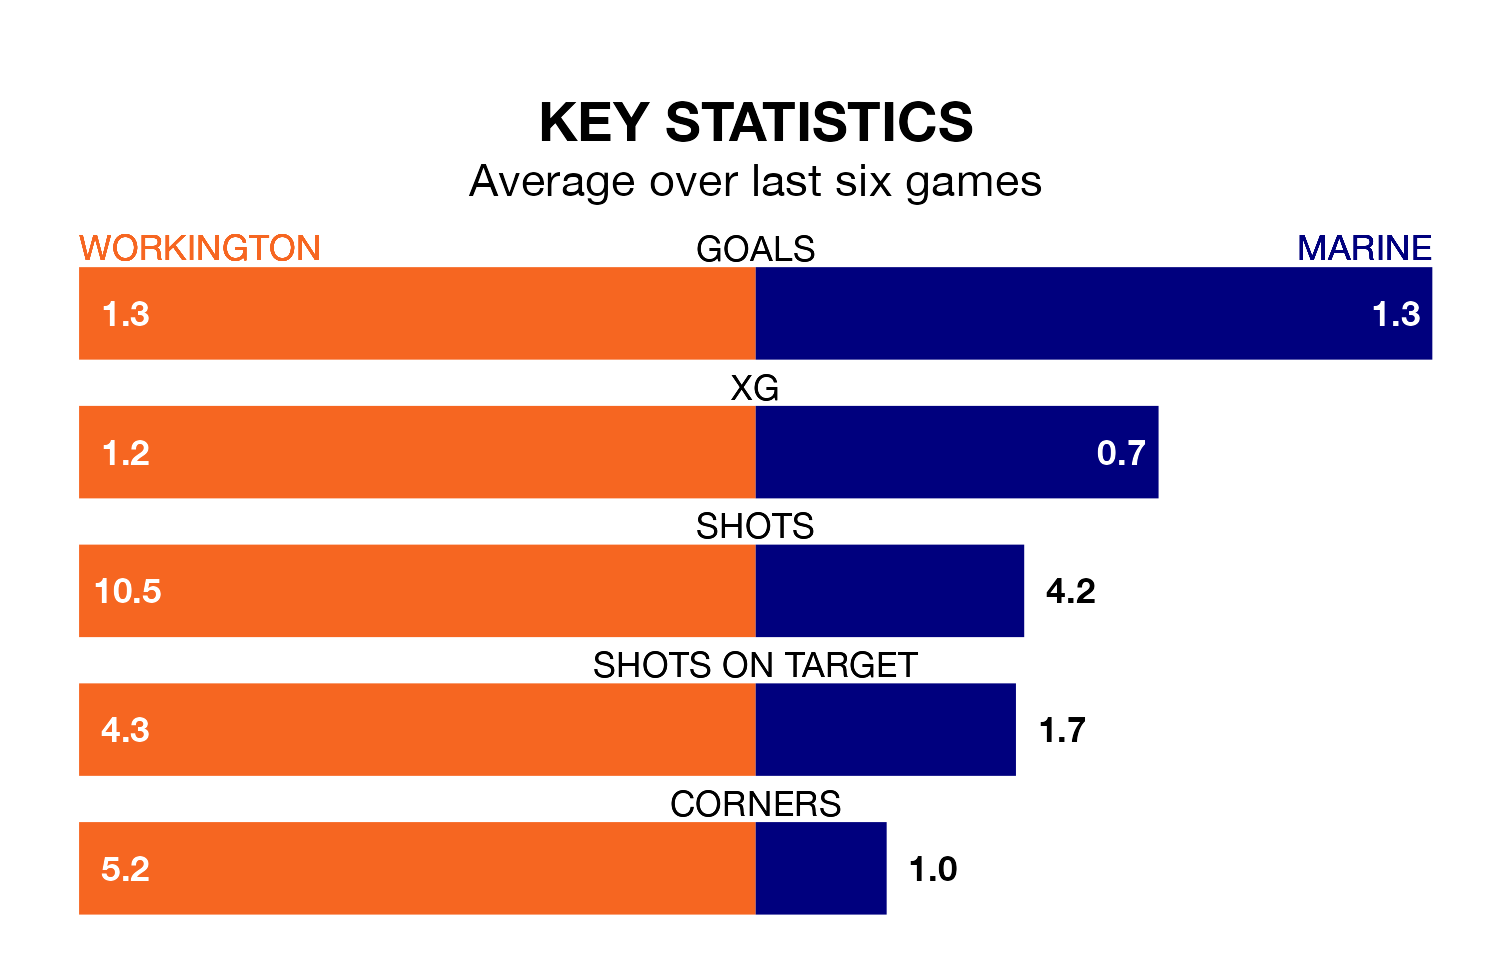 KEY STATISTICS
Average over last six games
WORKINGTON GOALS MARINE
1.3 1.3
XG
1.2 0.7
SHOTS
10.5 4.2
SHOTS ON TARGET
4.3 1.7
CORNERS
5.2 1.0